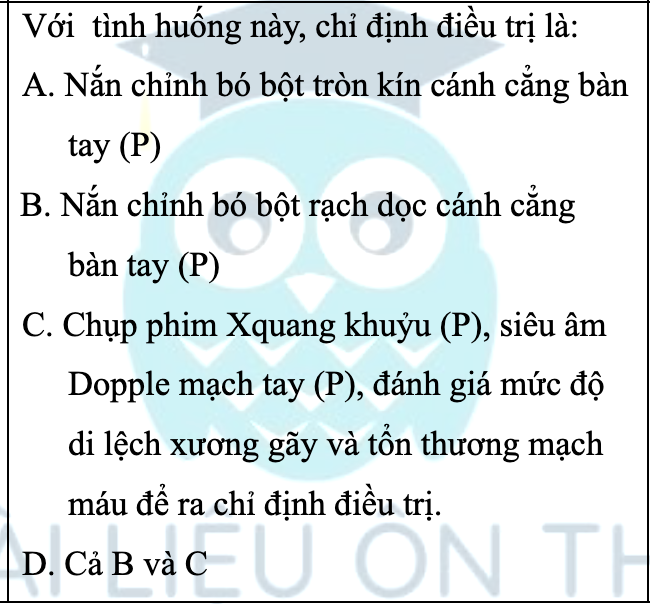 Với tình huống này, chỉ định điều trị là:
A. Nắn chỉnh bó bột tròn kín cánh cẳng bàn
tay (P)
B. Nắn chỉnh bó bột rạch dọc cánh cẳng
bàn tay (P)
C. Chụp phim Xquang khuỷu (P), siêu âm
Dopple mạch tay (P), đánh giá mức độ
di lệch xương gãy và tổn thương mạch
máu để ra chỉ định điều trị.
D. Cả B và C
ÀI LIỆU ÔN TH